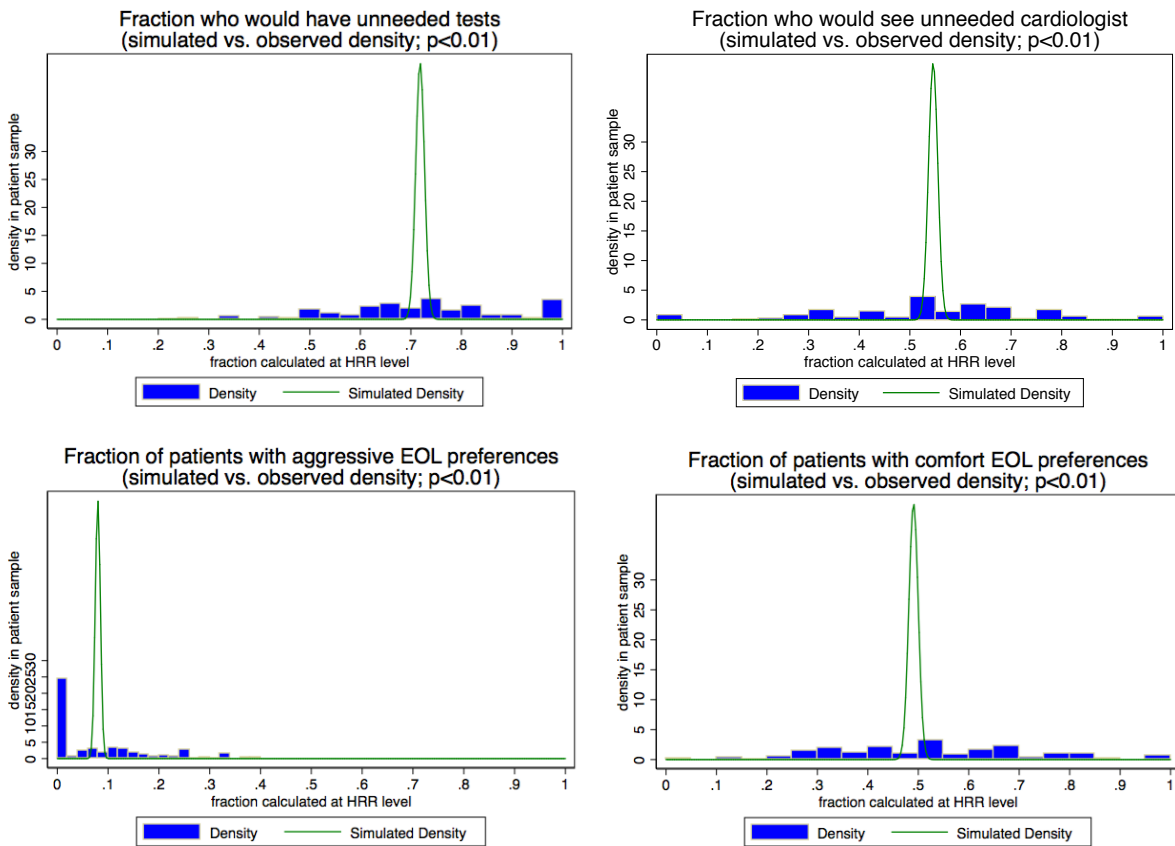 Fraction who would have unneeded tests
(simulated vs. observed density; p<0.01)
density in patient sample
30
25
20
15
10
5
0
0 .1 .2 .3 .4 .5 .6 .7 .8 .9 1
fraction calculated at HRR level
Density Simulated Density
Fraction who would see unneeded cardiologist
(simulated vs. observed density; p<0.01)
density in patient sample
30
25
20
15
10
5
0
0 .1 .2 .3 .4 .5 .6 .7 .8 .9 1
fraction calculated at HRR level
Density Simulated Density
Fraction of patients with aggressive EOL preferences
(simulated vs. observed density; p<0.01)
density in patient sample
0 5 1015202530
0 .1 .2 .3 .4 .5 .6 .7 .8 .9 1
fraction calculated at HRR level
Density Simulated Density
Fraction of patients with comfort EOL preferences
(simulated vs. observed density; p<0.01)
density in patient sample
30
25
20
15
10
5
0
0 .1 .2 .3 .4 .5 .6 .7 .8 .9 1
fraction calculated at HRR level
Density Simulated Density